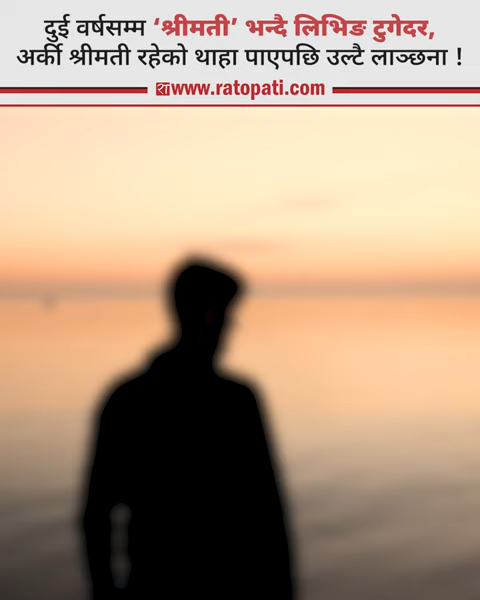 दुई वर्षसम्म ‘श्रीमती’ भन्दै लिभिङ टुगेदर,
अर्की श्रीमती रहेको थाहा पाएपछि उल्टै लाञ्छना !
रा www.ratopati.com